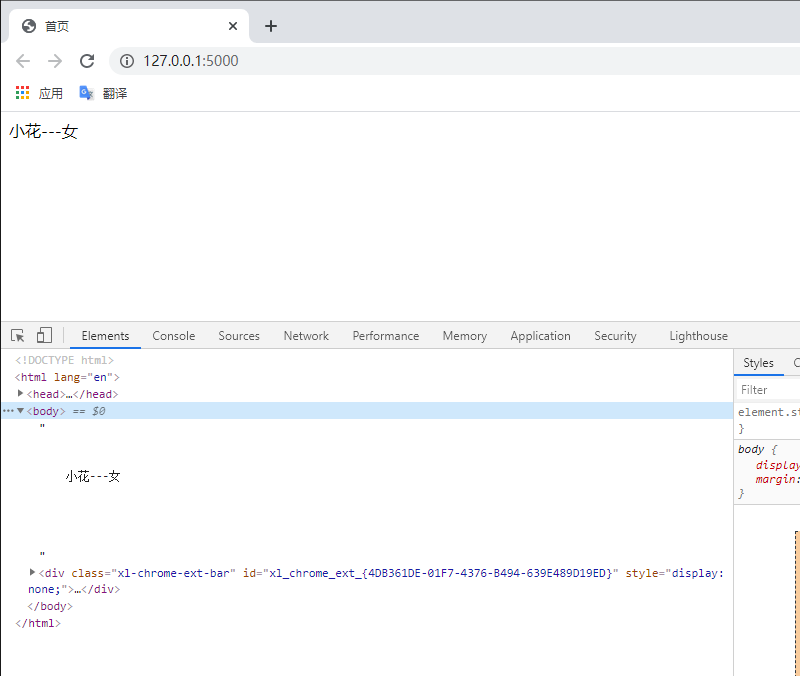 首页
127.0.0.1:5000
应用 翻译
小花---女
Elements Console Sources Network Performance Memory Application Security Lighthouse
<!DOCTYPE html>
<html lang="en">
<head>…</head>
<body> == $0
"
小花---女
"
<div class="xl-chrome-ext-bar" id="xl_chrome_ext_{4DB361DE-01F7-4376-B494-639E489D19ED}" style="display:
none;">…</div>
</body>
</html>
Styles C
Filter
element.st
}
body {
display
margin:
}